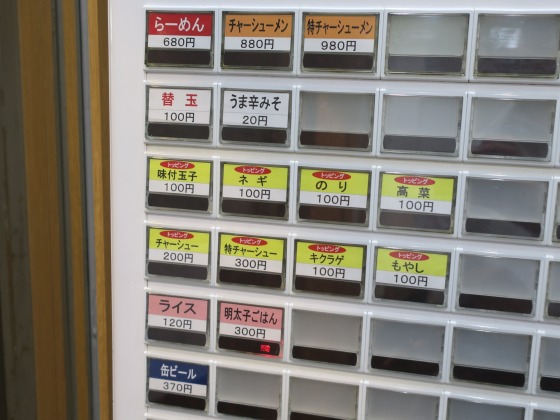 らーめん
680円
チャーシューメン
880円
特チャーシューメン
980円
替玉
100円
うま辛みそ
20円
トッピング
味付玉子
100円
トッピング
ネギ
100円
トッピング
のり
100円
トッピング
高菜
100円
トッピング
チャーシュー
200円
トッピング
特チャーシュー
300円
トッピング
キクラゲ
100円
トッピング
もやし
100円
ライス
120円
明太子ごはん
300円
缶ビール
370円